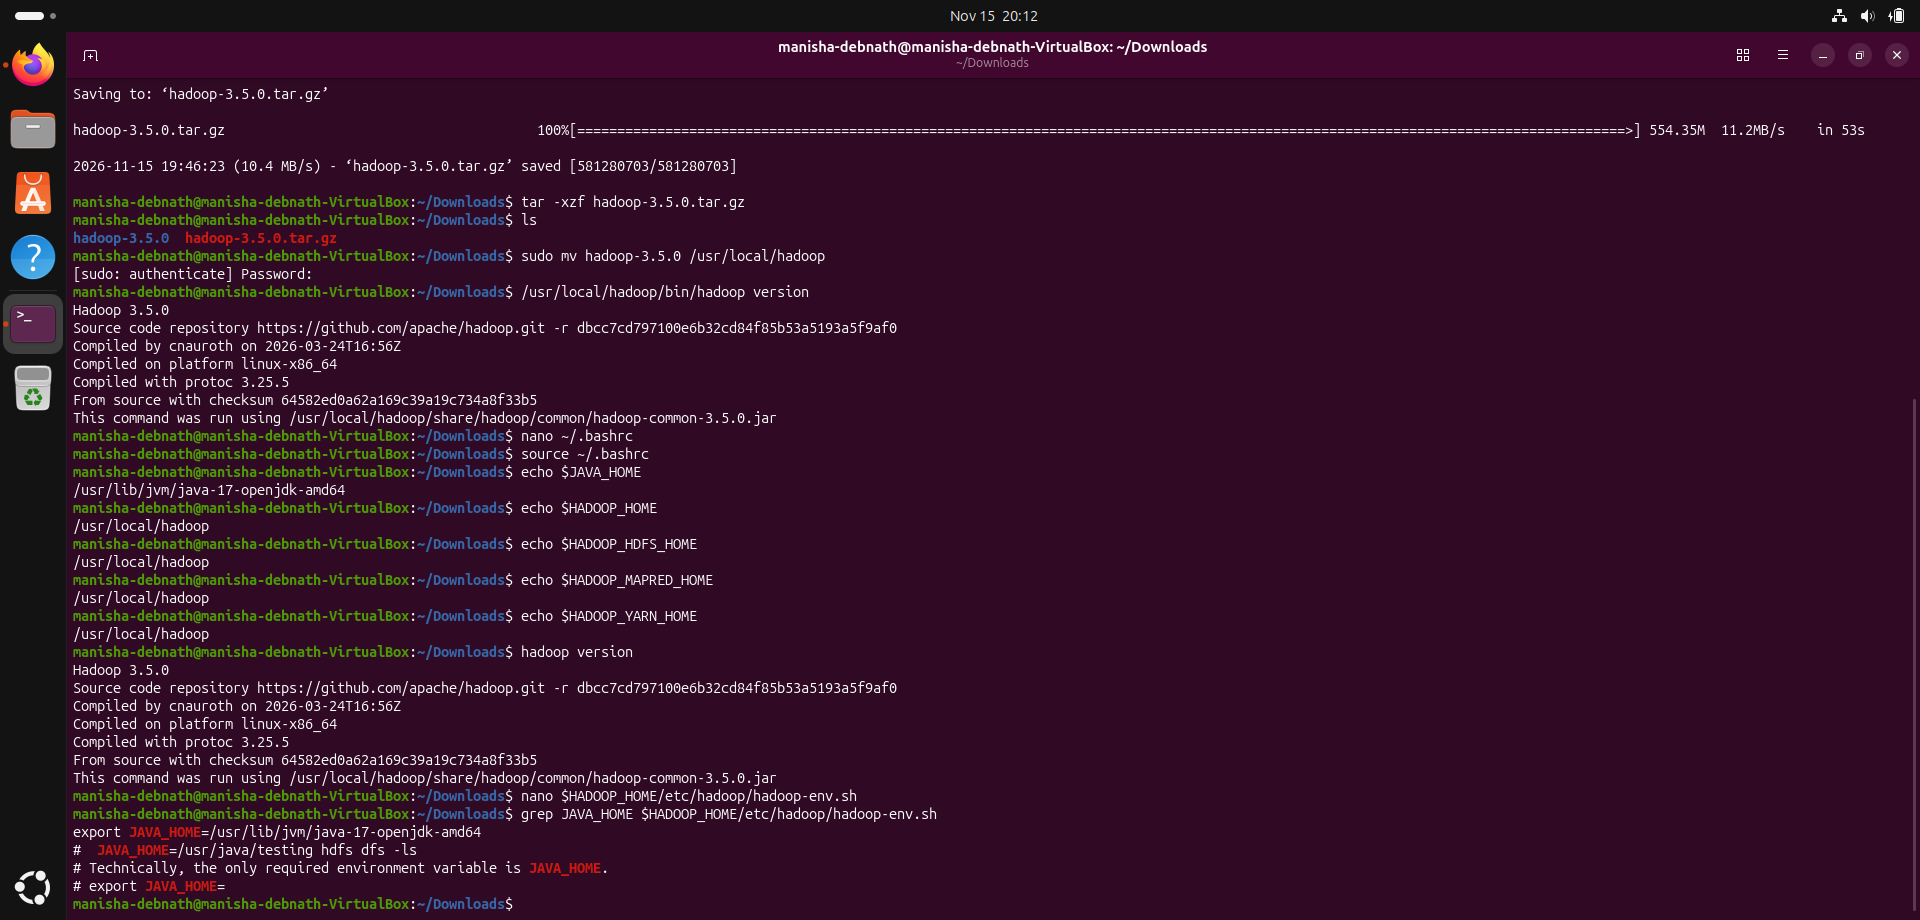 Nov 15 20:12
manisha-debnath@manisha-debnath-VirtualBox: ~/Downloads
~/Downloads
Saving to: ‘hadoop-3.5.0.tar.gz’
hadoop-3.5.0.tar.gz 100%[===================================================================================================================================>] 554.35M 11.2MB/s in 53s
2026-11-15 19:46:23 (10.4 MB/s) - ‘hadoop-3.5.0.tar.gz’ saved [581280703/581280703]
manisha-debnath@manisha-debnath-VirtualBox:~/Downloads$ tar -xzf hadoop-3.5.0.tar.gz
manisha-debnath@manisha-debnath-VirtualBox:~/Downloads$ ls
hadoop-3.5.0 hadoop-3.5.0.tar.gz
manisha-debnath@manisha-debnath-VirtualBox:~/Downloads$ sudo mv hadoop-3.5.0 /usr/local/hadoop
[sudo: authenticate] Password:
manisha-debnath@manisha-debnath-VirtualBox:~/Downloads$ /usr/local/hadoop/bin/hadoop version
Hadoop 3.5.0
Source code repository https://github.com/apache/hadoop.git -r dbcc7cd797100e6b32cd84f85b53a5193a5f9af0
Compiled by cnauroth on 2026-03-24T16:56Z
Compiled on platform linux-x86_64
Compiled with protoc 3.25.5
From source with checksum 64582ed0a62a169c39a19c734a8f33b5
This command was run using /usr/local/hadoop/share/hadoop/common/hadoop-common-3.5.0.jar
manisha-debnath@manisha-debnath-VirtualBox:~/Downloads$ nano ~/.bashrc
manisha-debnath@manisha-debnath-VirtualBox:~/Downloads$ source ~/.bashrc
manisha-debnath@manisha-debnath-VirtualBox:~/Downloads$ echo $JAVA_HOME
/usr/lib/jvm/java-17-openjdk-amd64
manisha-debnath@manisha-debnath-VirtualBox:~/Downloads$ echo $HADOOP_HOME
/usr/local/hadoop
manisha-debnath@manisha-debnath-VirtualBox:~/Downloads$ echo $HADOOP_HDFS_HOME
/usr/local/hadoop
manisha-debnath@manisha-debnath-VirtualBox:~/Downloads$ echo $HADOOP_MAPRED_HOME
/usr/local/hadoop
manisha-debnath@manisha-debnath-VirtualBox:~/Downloads$ echo $HADOOP_YARN_HOME
/usr/local/hadoop
manisha-debnath@manisha-debnath-VirtualBox:~/Downloads$ hadoop version
Hadoop 3.5.0
Source code repository https://github.com/apache/hadoop.git -r dbcc7cd797100e6b32cd84f85b53a5193a5f9af0
Compiled by cnauroth on 2026-03-24T16:56Z
Compiled on platform linux-x86_64
Compiled with protoc 3.25.5
From source with checksum 64582ed0a62a169c39a19c734a8f33b5
This command was run using /usr/local/hadoop/share/hadoop/common/hadoop-common-3.5.0.jar
manisha-debnath@manisha-debnath-VirtualBox:~/Downloads$ nano $HADOOP_HOME/etc/hadoop/hadoop-env.sh
manisha-debnath@manisha-debnath-VirtualBox:~/Downloads$ grep JAVA_HOME $HADOOP_HOME/etc/hadoop/hadoop-env.sh
export JAVA_HOME=/usr/lib/jvm/java-17-openjdk-amd64
#  JAVA_HOME=/usr/java/testing hdfs dfs -ls
# Technically, the only required environment variable is JAVA_HOME.
# export JAVA_HOME=
manisha-debnath@manisha-debnath-VirtualBox:~/Downloads$